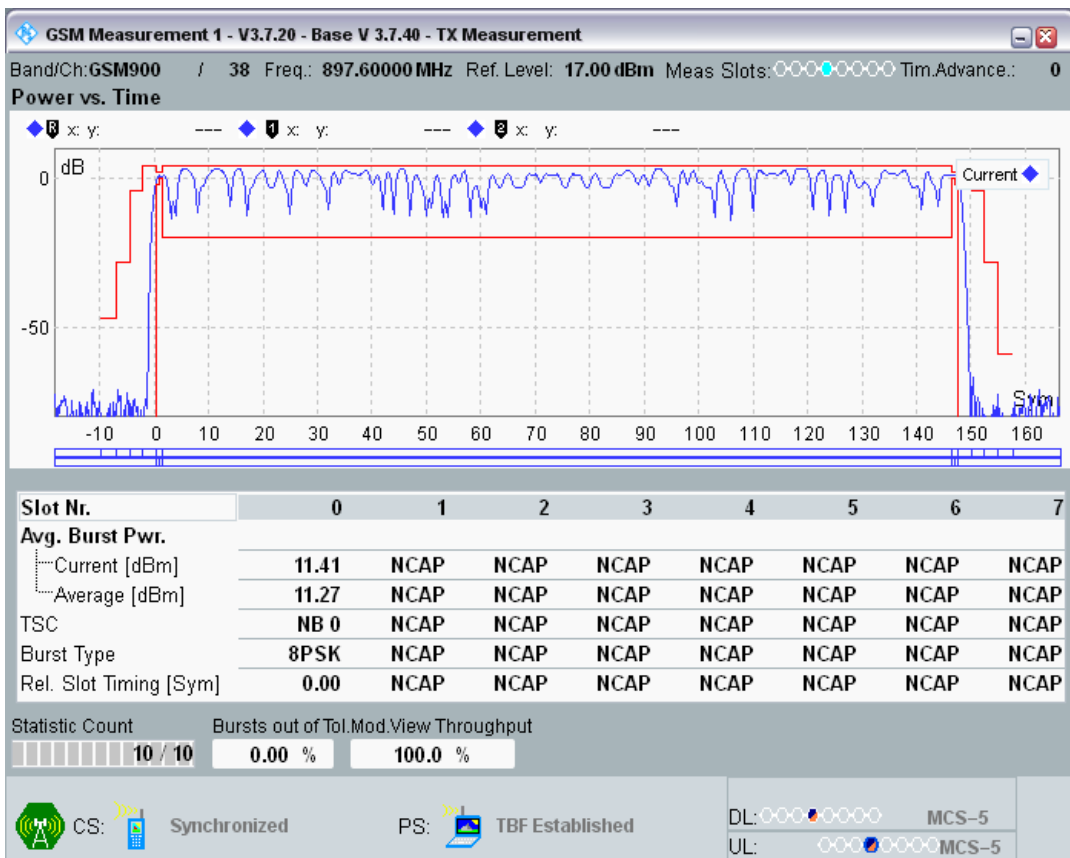 GSM Measurement 1 - V3.7.20 - Base V 3.7.40 - TX Measurement
Band/Ch:GSM900 / 38 Freq.: 897.60000 MHz Ref. Level: 17.00 dBm Meas Slots: Tim.Advance.: 0
Power vs. Time
R x: y: --- 1 x: y: --- 2 x: y: ---
dB
Current
0
-50
Sym
-10 0 10 20 30 40 50 60 70 80 90 100 110 120 130 140 150 160
Slot Nr. 0 1 2 3 4 5 6 7
Avg. Burst Pwr.
Current [dBm] 11.41 NCAP NCAP NCAP NCAP NCAP NCAP NCAP
Average [dBm] 11.27 NCAP NCAP NCAP NCAP NCAP NCAP NCAP
TSC NB 0 NCAP NCAP NCAP NCAP NCAP NCAP NCAP
Burst Type 8PSK NCAP NCAP NCAP NCAP NCAP NCAP NCAP
Rel. Slot Timing [Sym] 0.00 NCAP NCAP NCAP NCAP NCAP NCAP NCAP
Statistic Count Bursts out of Tol.Mod.View Throughput
10 / 10 0.00 % 100.0 %
CS: Synchronized PS: TBF Established DL: MCS-5
UL: MCS-5